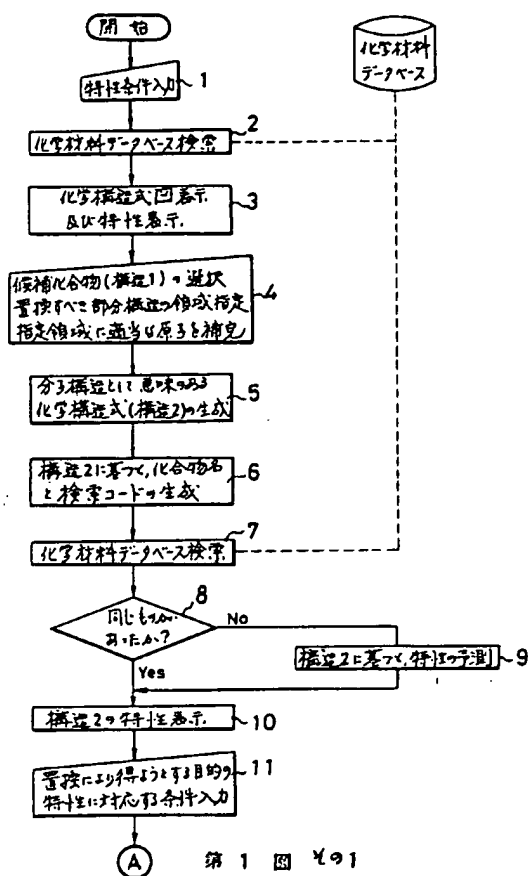 開始
化学材料
データベース
特性条件入力
1
化学材料データベース検索
2
化学構造式図表示
及び特性表示
3
候補化合物(構造1)の選択
置換すべき部分構造の領域指定
指定領域に適当な原子を補完
4
分子構造として意味のある
化学構造式(構造2)の生成
5
構造2に基づく、化合物名
と検索コードの生成
6
化学材料データベース検索
7
同じものが
あったか?
8
No
Yes
構造2に基づく、特性の予測
9
構造2の特性表示
10
置換により得ようとする目的の
特性に対応する条件入力
11
A
第1図 その1